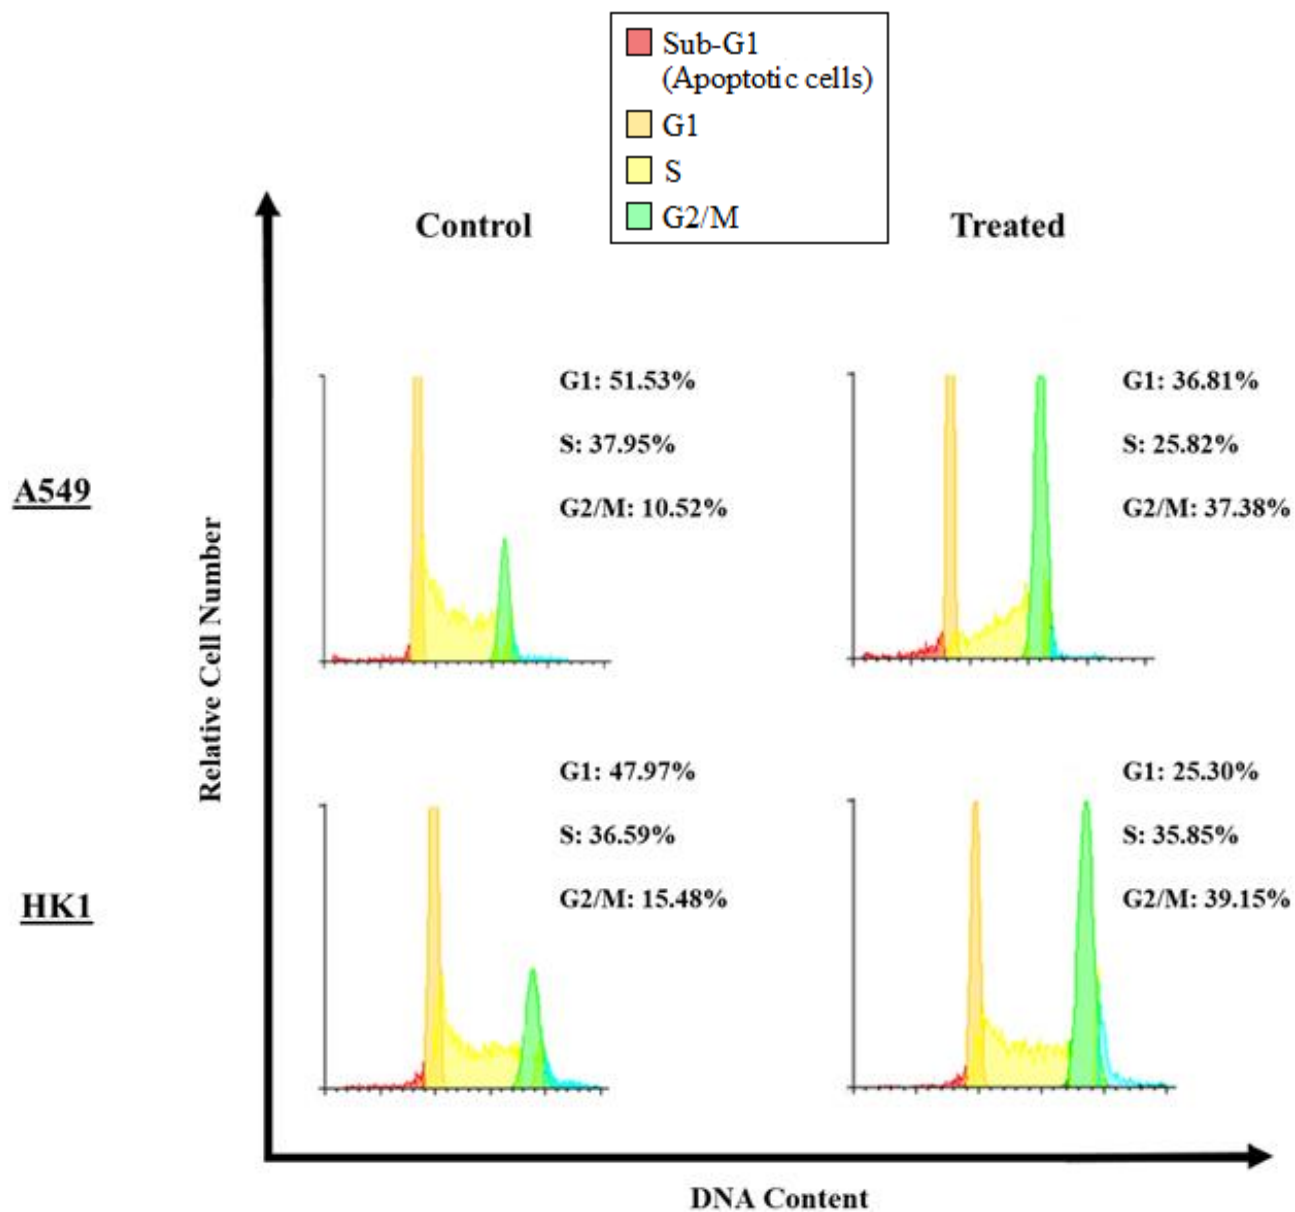 Sub-G1
(Apoptotic cells)
G1
S
G2/M
Control
Treated
A549
G1: 51.53%
S: 37.95%
G2/M: 10.52%
G1: 36.81%
S: 25.82%
G2/M: 37.38%
Relative Cell Number
HK1
G1: 47.97%
S: 36.59%
G2/M: 15.48%
G1: 25.30%
S: 35.85%
G2/M: 39.15%
DNA Content